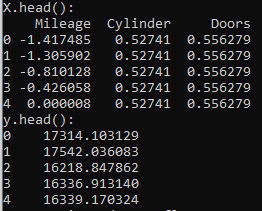 X.head():
    Mileage  Cylinder     Doors
0 -1.417485   0.52741  0.556279
1 -1.305902   0.52741  0.556279
2 -0.810128   0.52741  0.556279
3 -0.426058   0.52741  0.556279
4  0.000008   0.52741  0.556279
y.head():
0    17314.103129
1    17542.036083
2    16218.847862
3    16336.913140
4    16339.170324